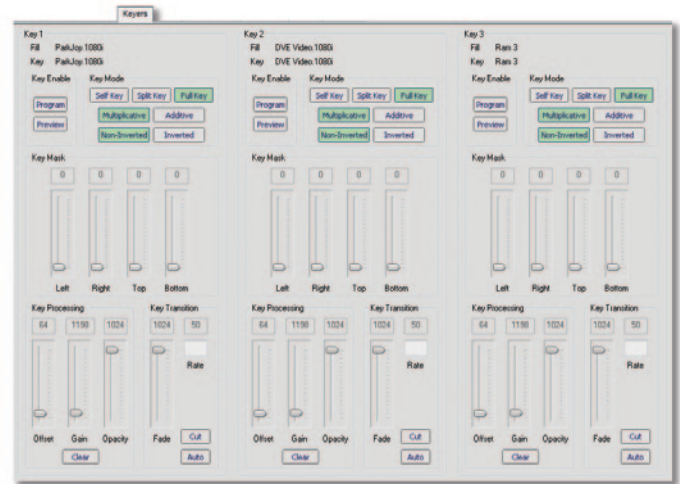 Keyers
Key 1
Fill ParkJoy.1080i
Key ParkJoy.1080i
Key Enable Key Mode
Self Key Split Key Full Key
Program
Multiplicative Additive
Preview
Non-Inverted Inverted
Key Mask
0 0 0 0
Left Right Top Bottom
Key Processing Key Transition
64 1198 1024 1024 50
Rate
Offset Gain Opacity Fade Cut
Clear Auto
Key 2
Fill DVE Video.1080i
Key DVE Video.1080i
Key Enable Key Mode
Self Key Split Key Full Key
Program
Multiplicative Additive
Preview
Non-Inverted Inverted
Key Mask
0 0 0 0
Left Right Top Bottom
Key Processing Key Transition
64 1198 1024 1024 50
Rate
Offset Gain Opacity Fade Cut
Clear Auto
Key 3
Fill Ram 3
Key Ram 3
Key Enable Key Mode
Self Key Split Key Full Key
Program
Multiplicative Additive
Preview
Non-Inverted Inverted
Key Mask
0 0 0 0
Left Right Top Bottom
Key Processing Key Transition
64 1198 1024 1024 50
Rate
Offset Gain Opacity Fade Cut
Clear Auto